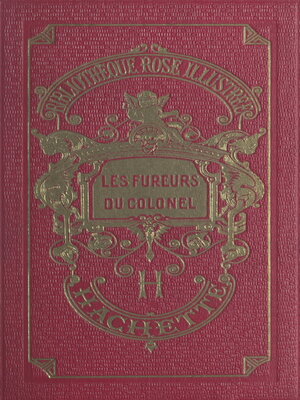 BIBLIOTHÈQUE ROSE ILLUSTRÉE
LES FUREURS
DU COLONEL
H
HACHETTE